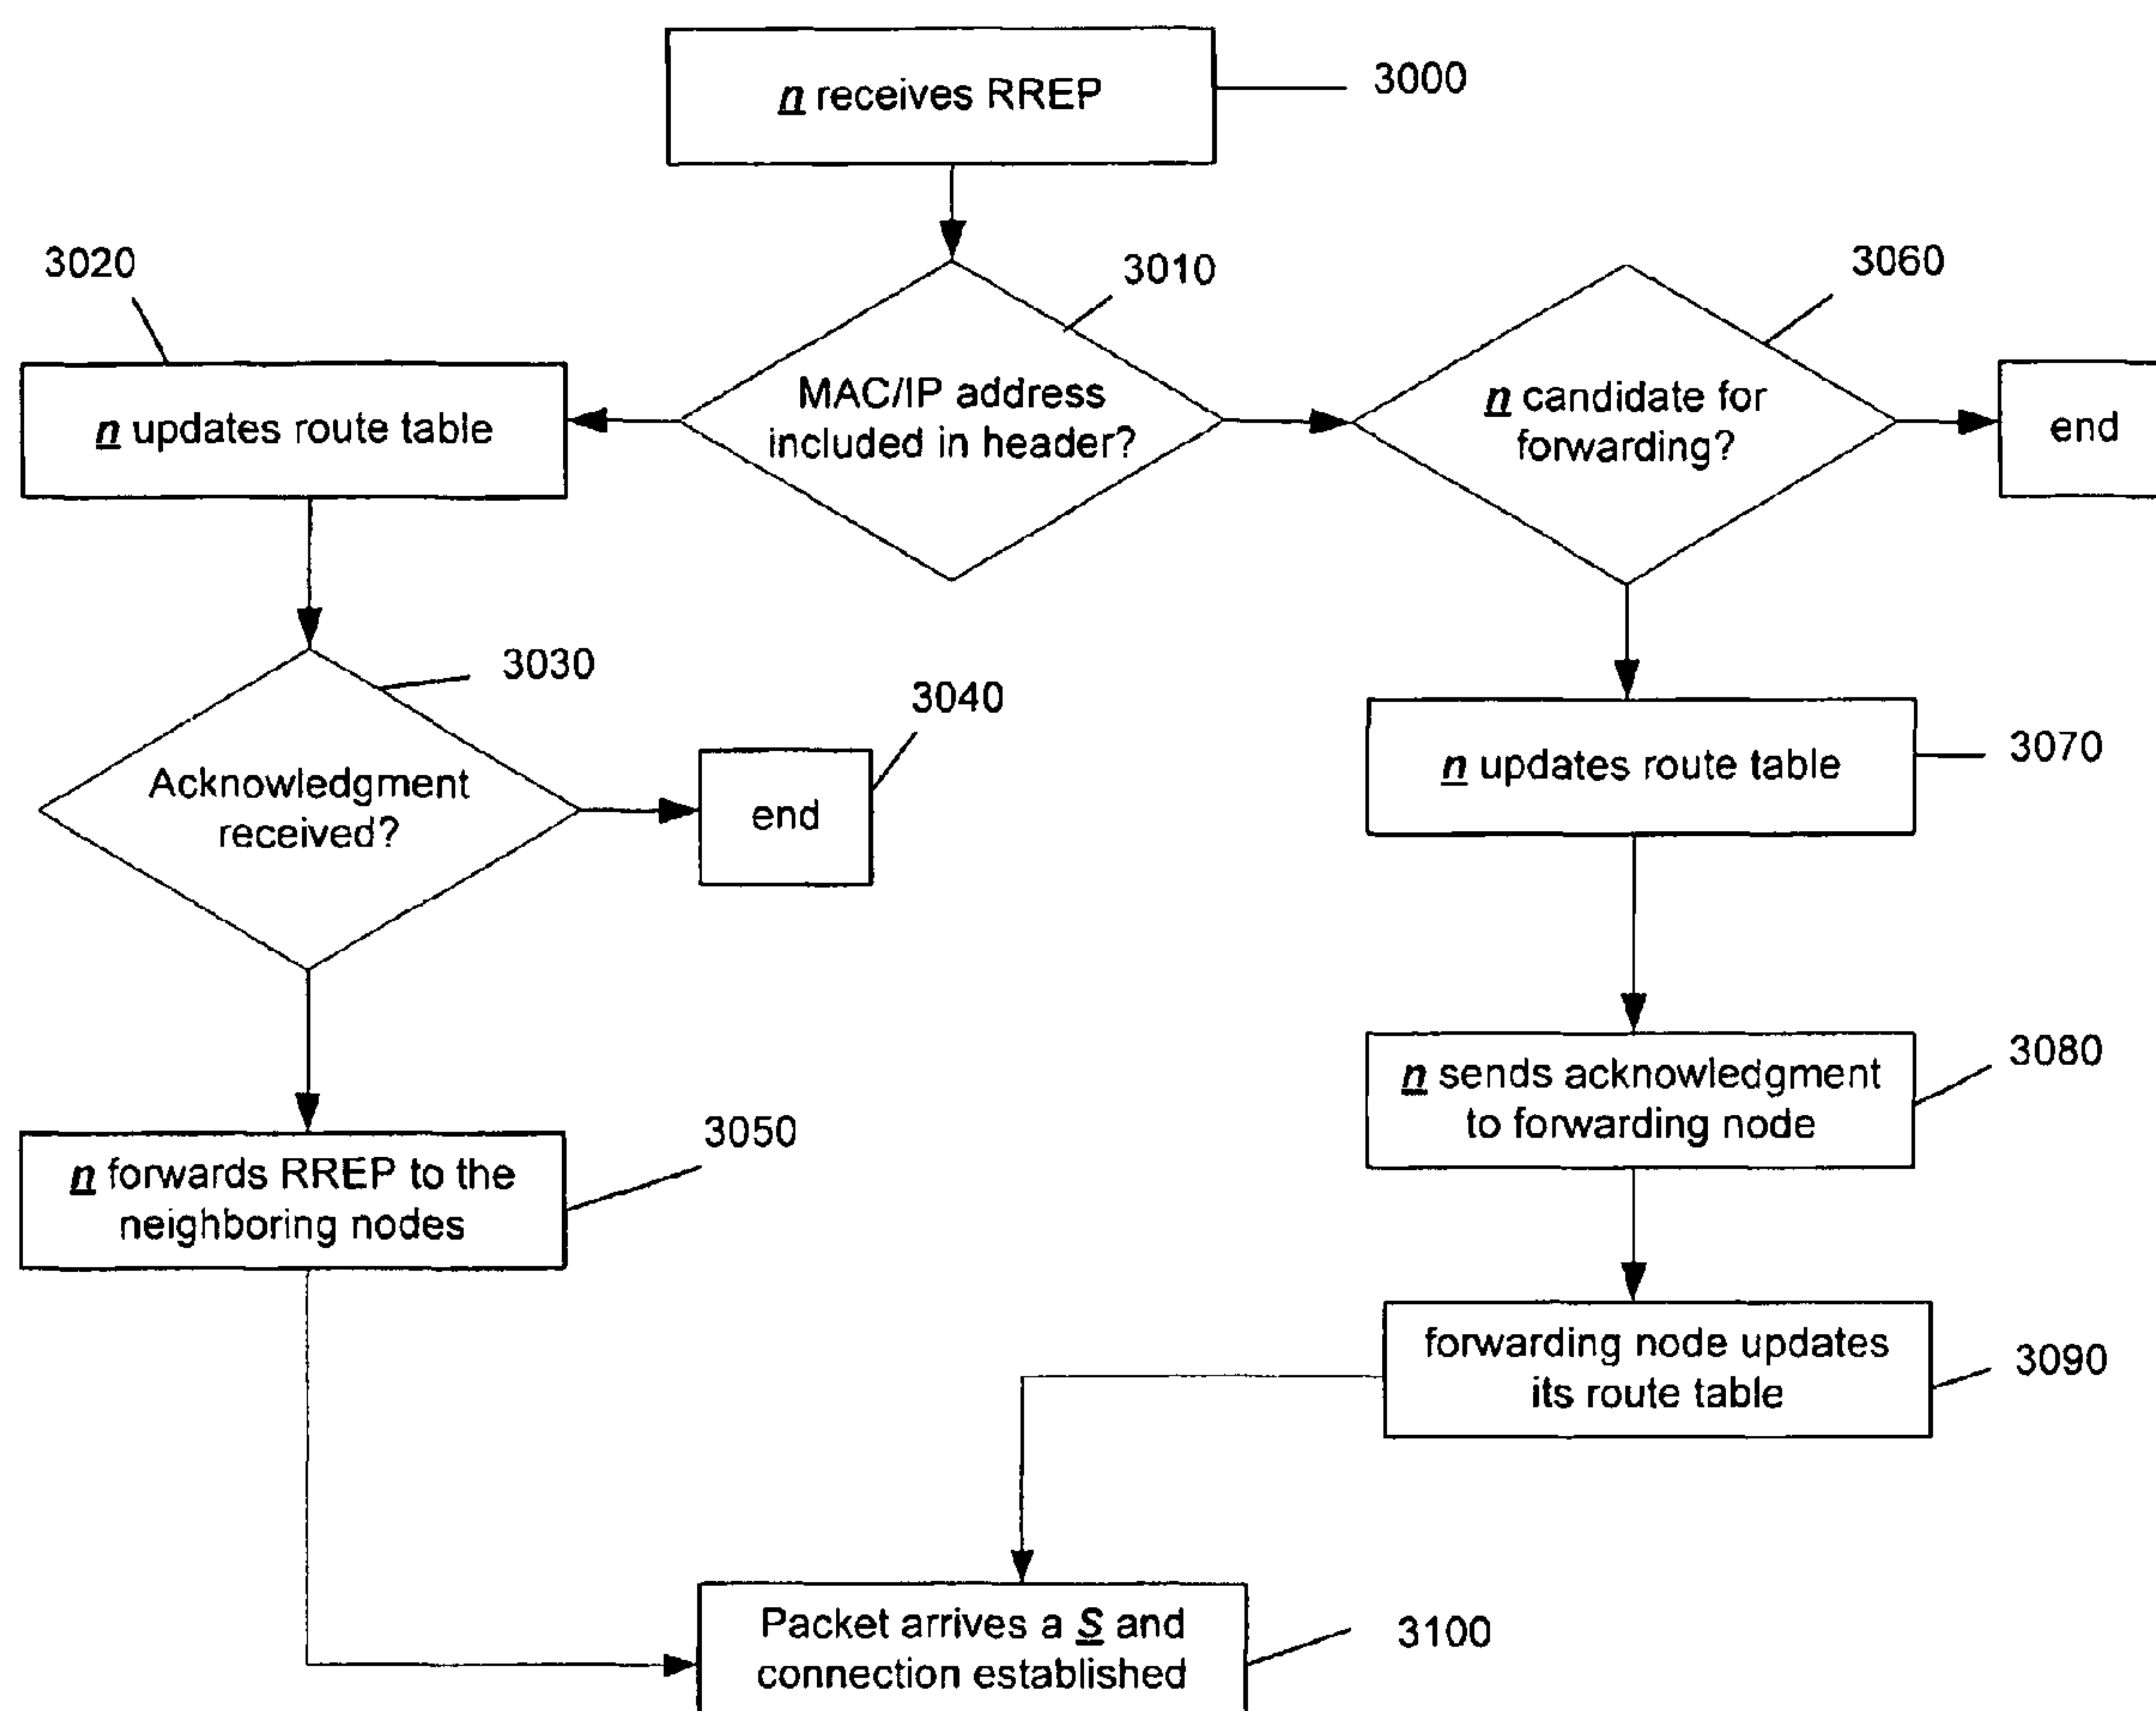 n receives RREP
3000
3020
3010
3060
n updates route table
MAC/IP address
included in header?
n candidate for
forwarding?
end
3030
3040
Acknowledgment
received?
end
n updates route table
3070
3050
n forwards RREP to the
neighboring nodes
n sends acknowledgment
to forwarding node
3080
forwarding node updates
its route table
3090
Packet arrives a S and
connection established
3100